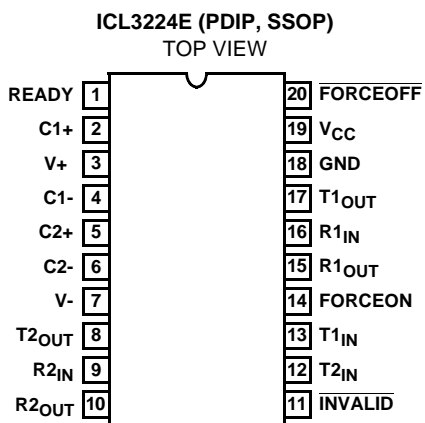 ICL3224E (PDIP, SSOP)
TOP VIEW
READY 1 20 FORCEOFF
C1+ 2 19 VCC
V+ 3 18 GND
C1- 4 17 T1OUT
C2+ 5 16 R1IN
C2- 6 15 R1OUT
V- 7 14 FORCEON
T2OUT 8 13 T1IN
R2IN 9 12 T2IN
R2OUT 10 11 INVALID